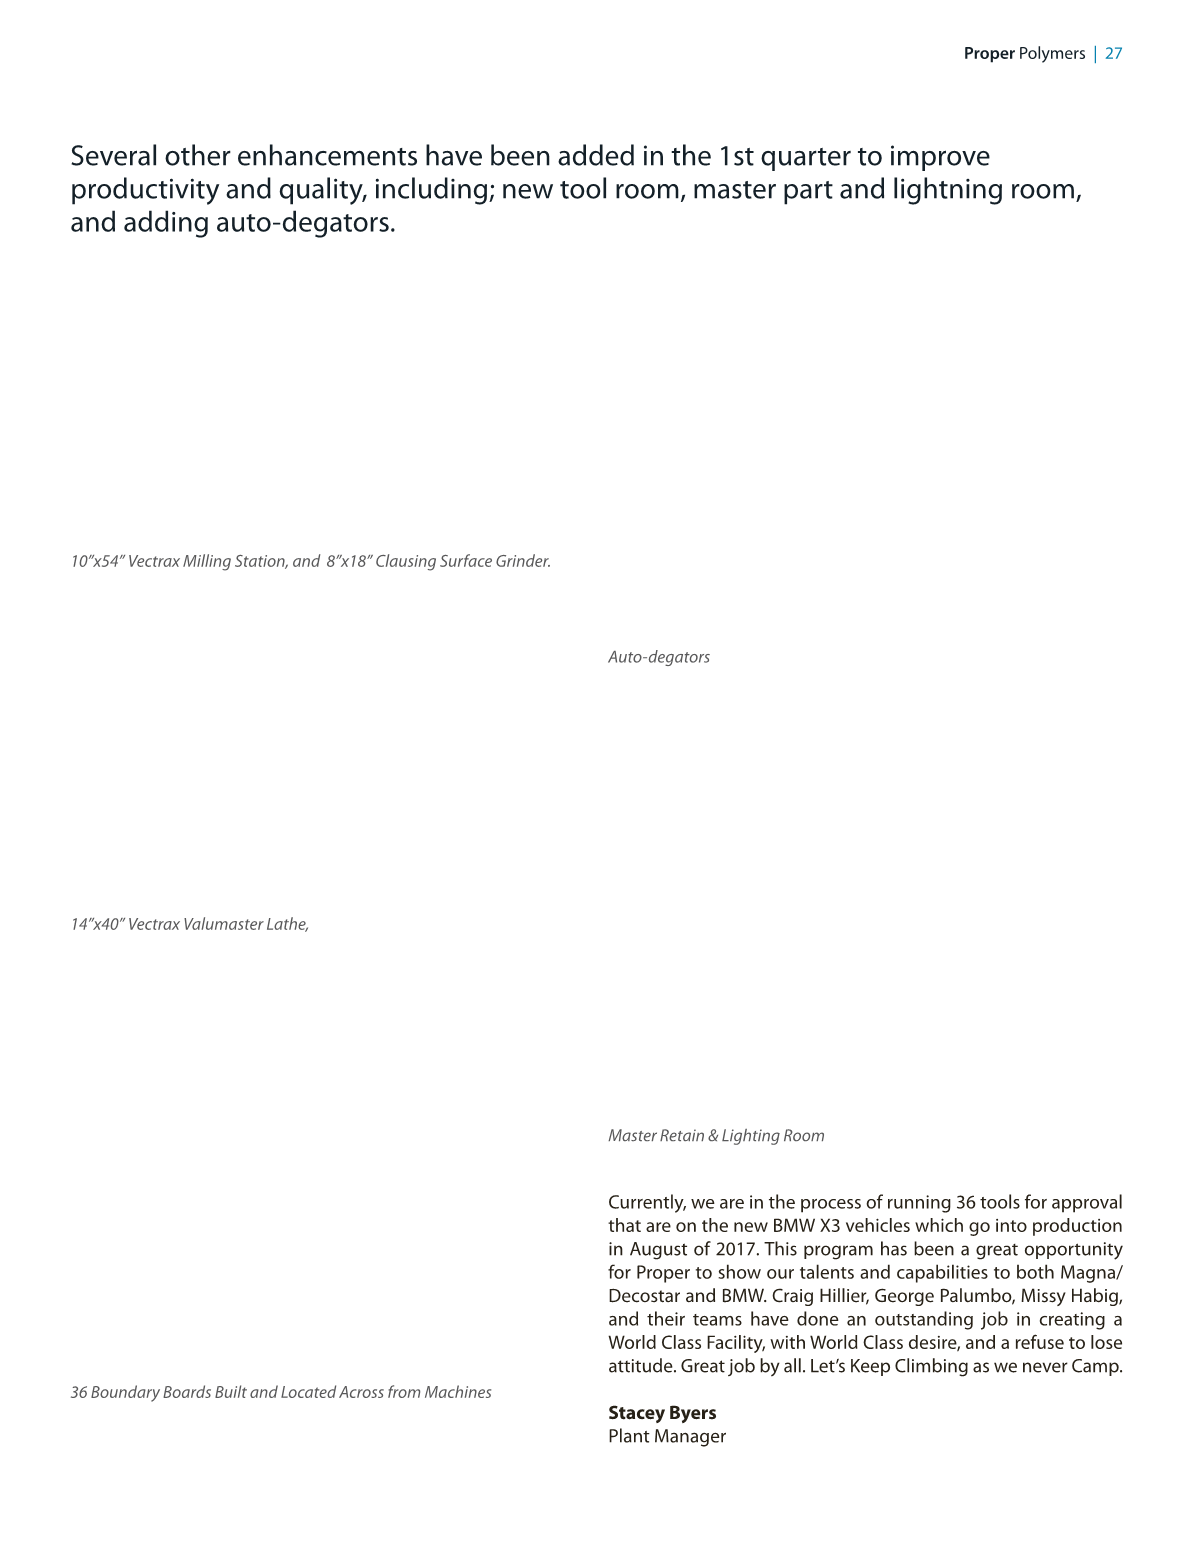 Proper Polymers | 27
Several other enhancements have been added in the 1st quarter to improve
productivity and quality, including; new tool room, master part and lightning room,
and adding auto-degators.
10”x54” Vectrax Milling Station, and 8”x18” Clausing Surface Grinder.
14”x40” Vectrax Valumaster Lathe,
36 Boundary Boards Built and Located Across from Machines
Auto-degators
Master Retain & Lighting Room
Currently, we are in the process of running 36 tools for approval
that are on the new BMW X3 vehicles which go into production
in August of 2017. This program has been a great opportunity
for Proper to show our talents and capabilities to both Magna/
Decostar and BMW. Craig Hillier, George Palumbo, Missy Habig,
and their teams have done an outstanding job in creating a
World Class Facility, with World Class desire, and a refuse to lose
attitude. Great job by all. Let’s Keep Climbing as we never Camp.
Stacey Byers
Plant Manager